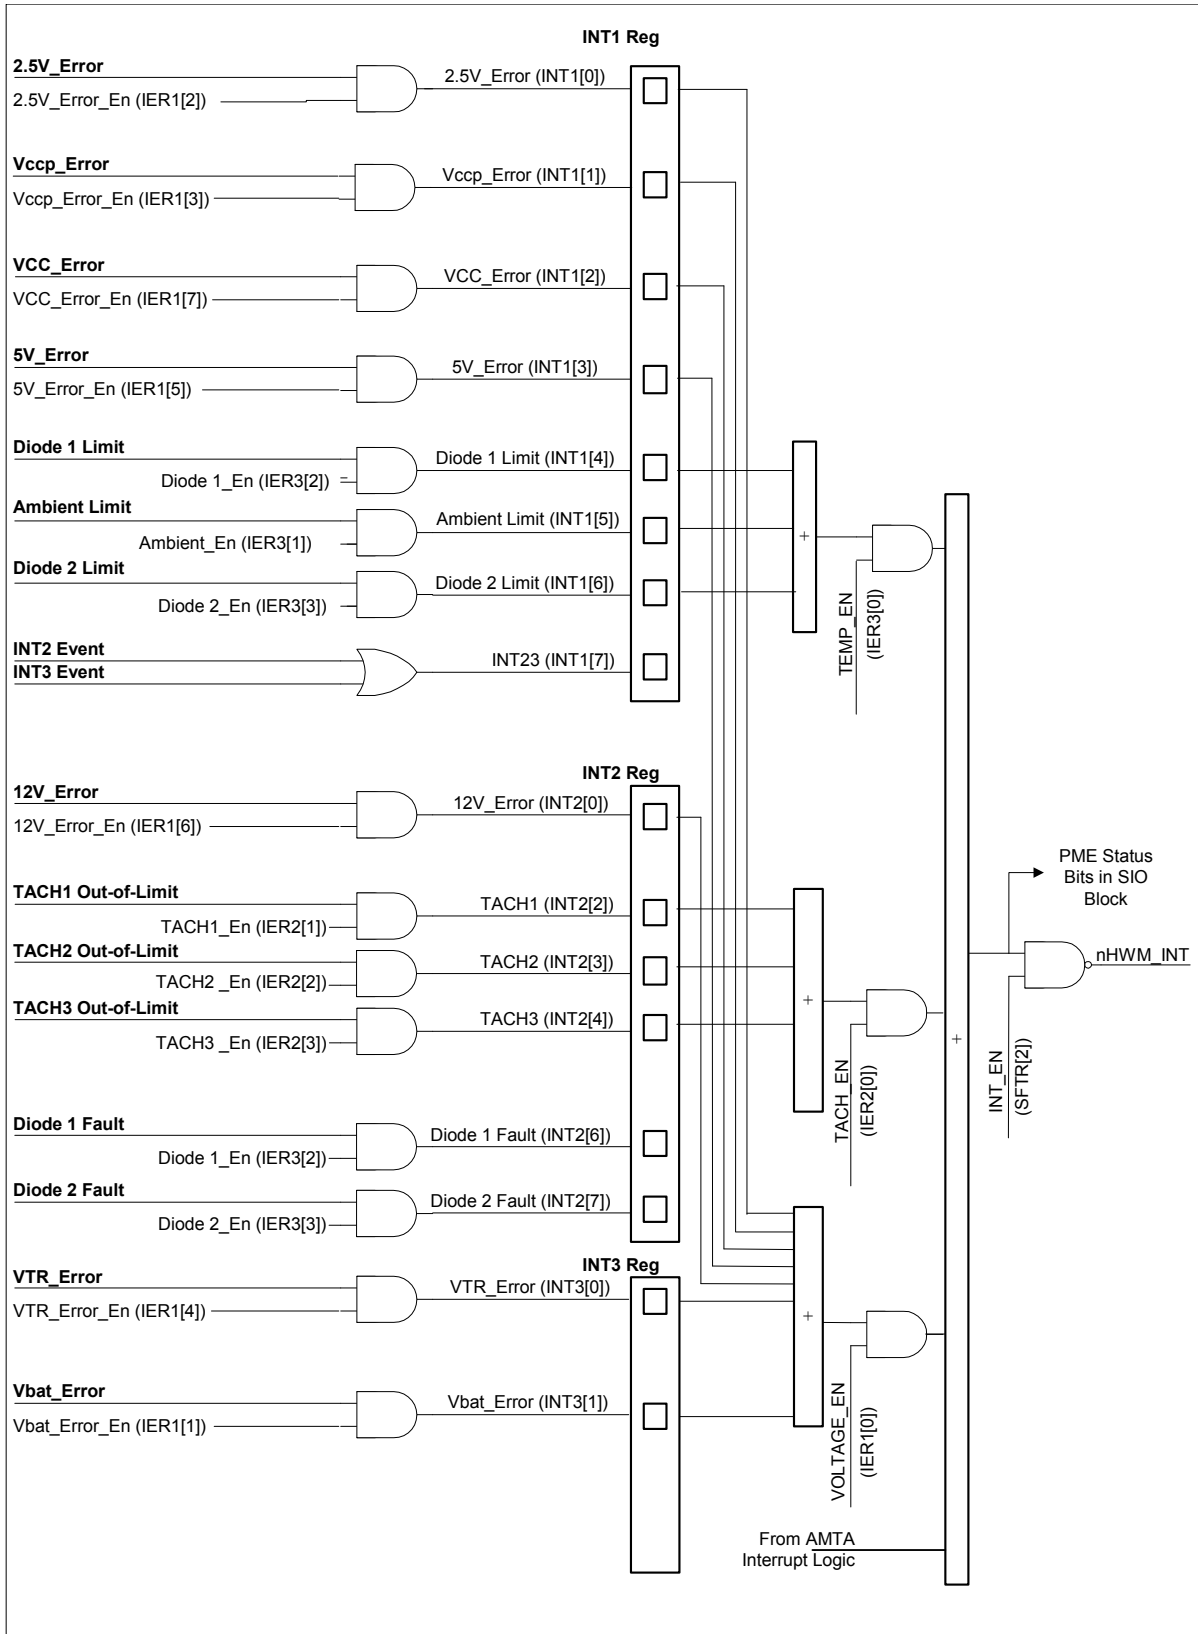 INT1 Reg
2.5V_Error
2.5V_Error_En (IER1[2])
2.5V_Error (INT1[0])
Vccp_Error
Vccp_Error_En (IER1[3])
Vccp_Error (INT1[1])
VCC_Error
VCC_Error_En (IER1[7])
VCC_Error (INT1[2])
5V_Error
5V_Error_En (IER1[5])
5V_Error (INT1[3])
Diode 1 Limit
Diode 1_En (IER3[2])
Diode 1 Limit (INT1[4])
Ambient Limit
Ambient_En (IER3[1])
Ambient Limit (INT1[5])
Diode 2 Limit
Diode 2_En (IER3[3])
Diode 2 Limit (INT1[6])
INT2 Event
INT3 Event
INT23 (INT1[7])
+
TEMP_EN
(IER3[0])
INT2 Reg
12V_Error
12V_Error_En (IER1[6])
12V_Error (INT2[0])
TACH1 Out-of-Limit
TACH1_En (IER2[1])
TACH1 (INT2[2])
TACH2 Out-of-Limit
TACH2 _En (IER2[2])
TACH2 (INT2[3])
TACH3 Out-of-Limit
TACH3 _En (IER2[3])
TACH3 (INT2[4])
+
TACH_EN
(IER2[0])
Diode 1 Fault
Diode 1_En (IER3[2])
Diode 1 Fault (INT2[6])
Diode 2 Fault
Diode 2_En (IER3[3])
Diode 2 Fault (INT2[7])
INT3 Reg
VTR_Error
VTR_Error_En (IER1[4])
VTR_Error (INT3[0])
Vbat_Error
Vbat_Error_En (IER1[1])
Vbat_Error (INT3[1])
+
VOLTAGE_EN
(IER1[0])
From AMTA
Interrupt Logic
+
PME Status
Bits in SIO
Block
nHWM_INT
INT_EN
(SFTR[2])